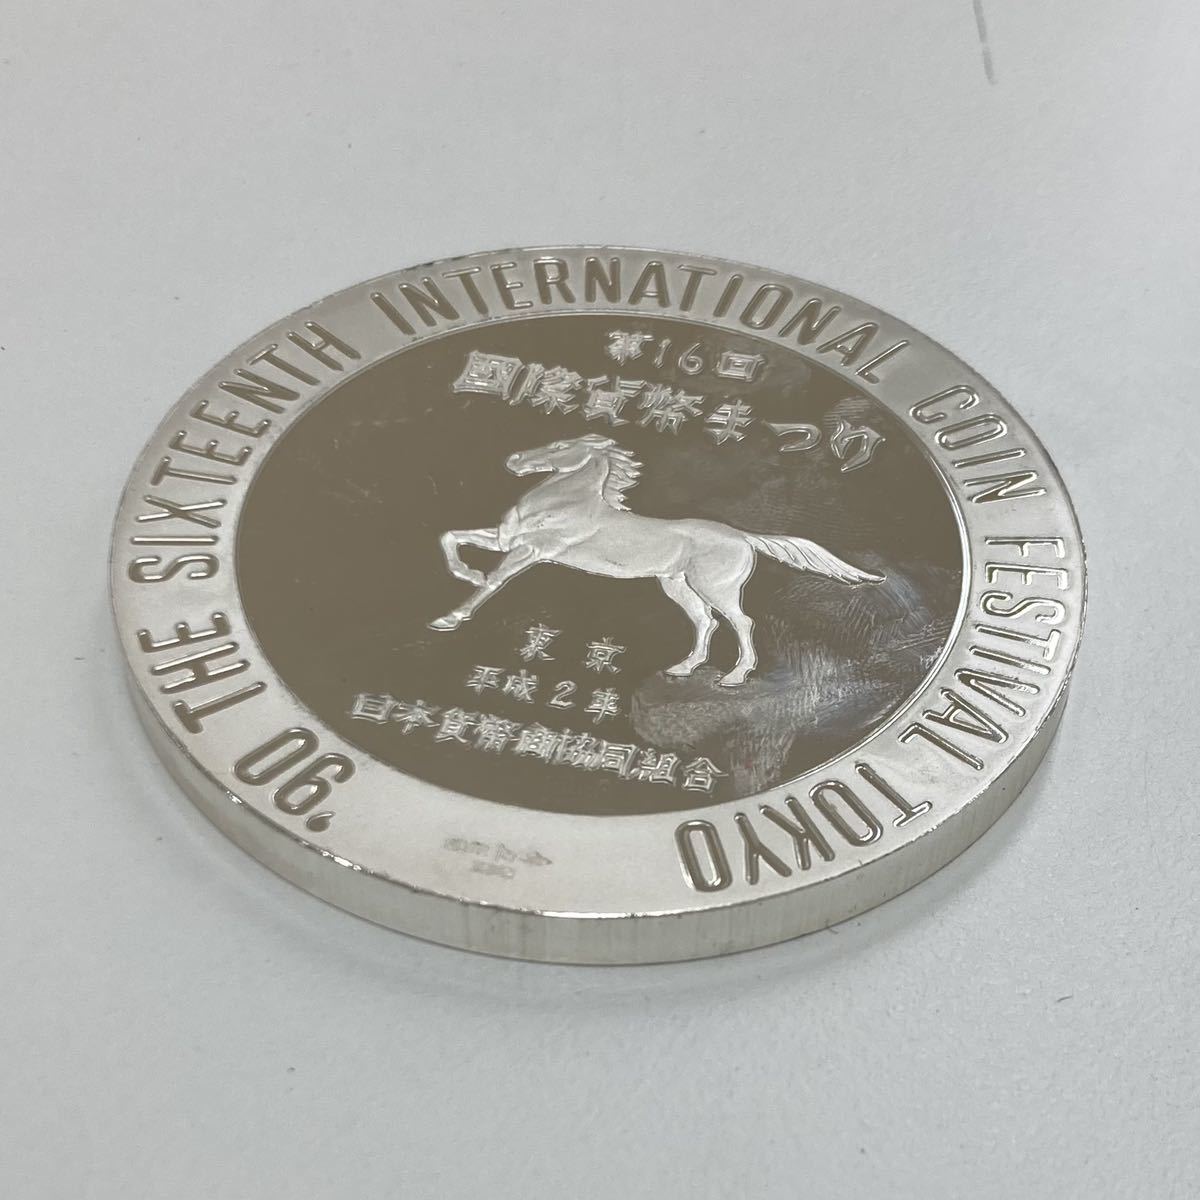 '90 THE SIXTEENTH INTERNATIONAL COIN FESTIVAL TOKYO
第16回
國際貨幣まつり
東京
平成2年
日本貨幣商協同組合